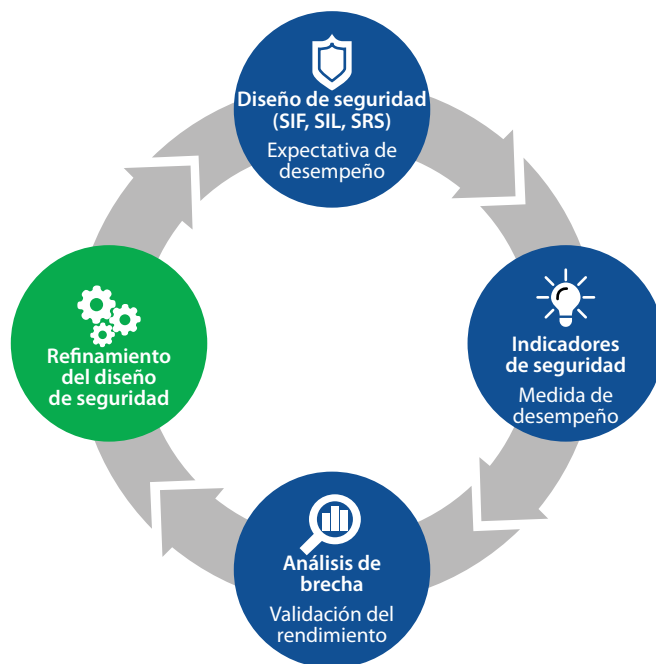 Diseño de seguridad
(SIF, SIL, SRS)
Expectativa de
desempeño
Indicadores
de seguridad
Medida de
desempeño
Análisis de
brecha
Validación del
rendimiento
Refinamiento
del diseño
de seguridad